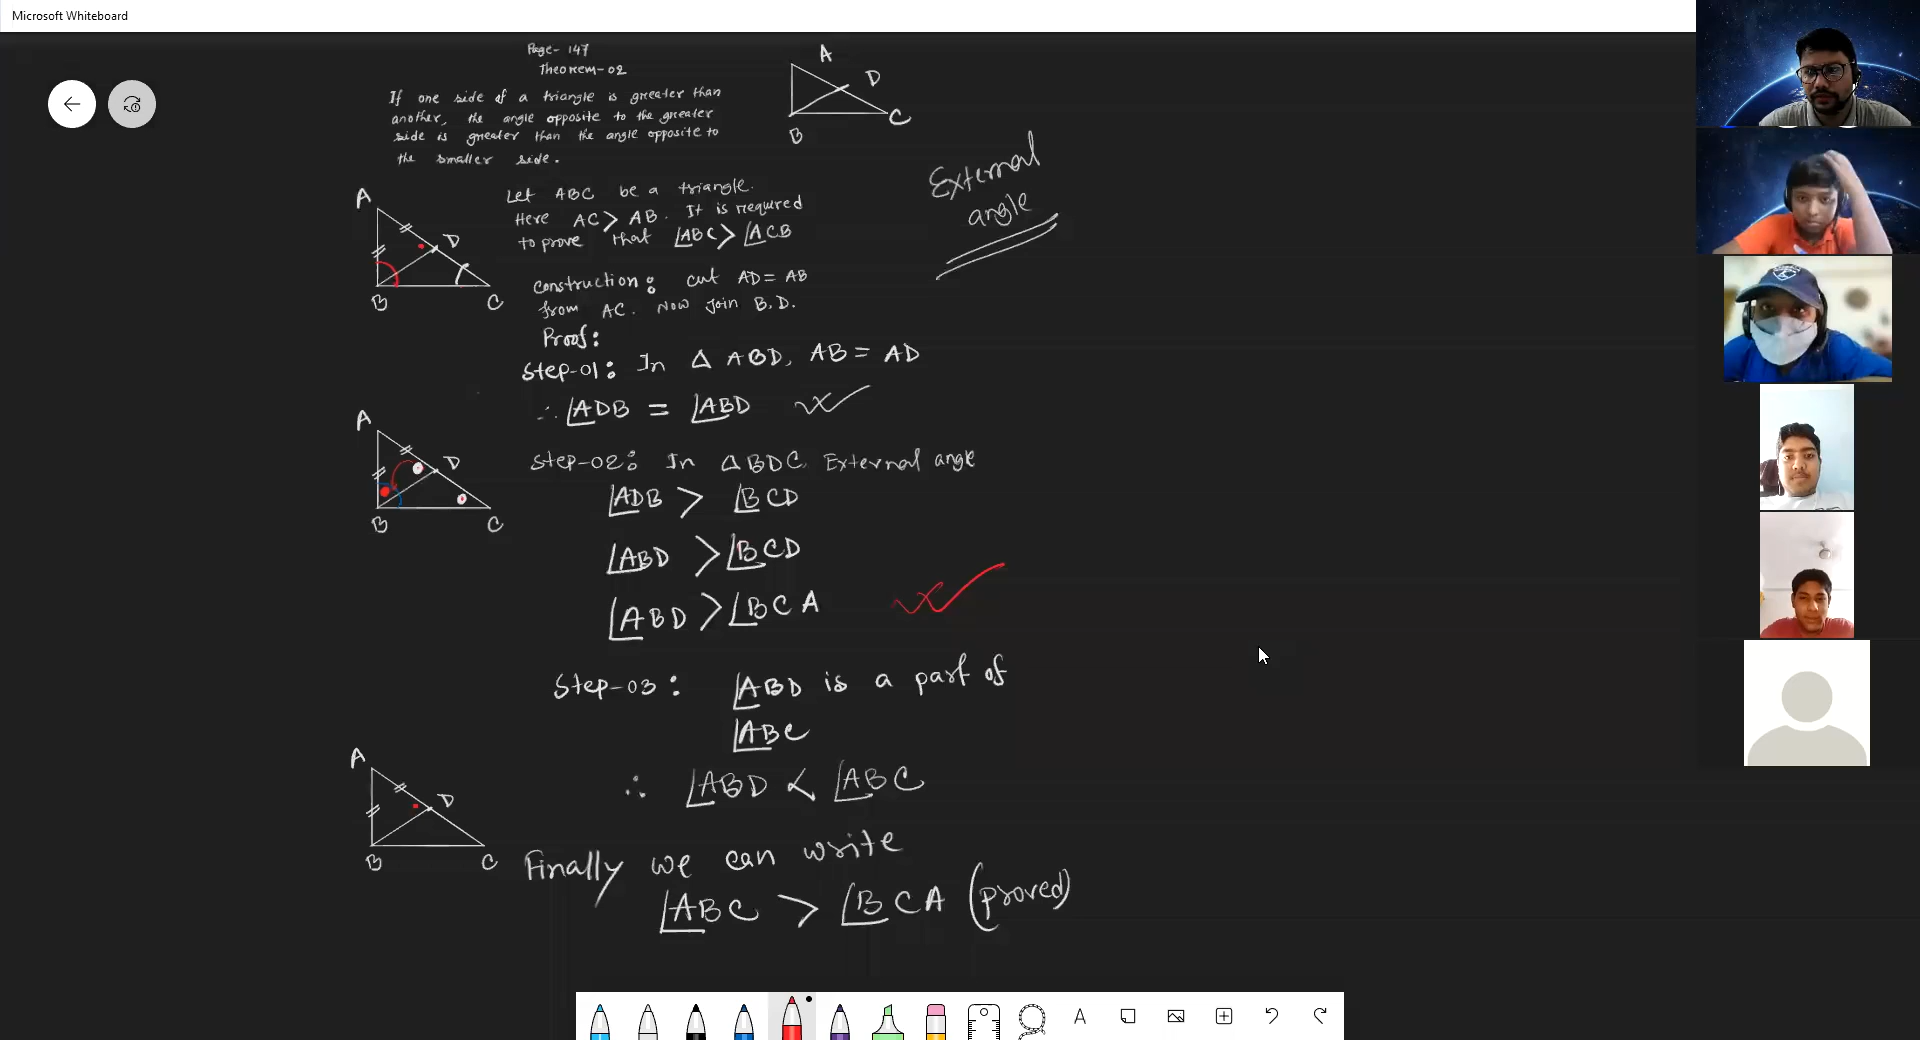 Microsoft Whiteboard
Page- 147
Theorem-02
If one side of a triangle is greater than
another, the angle opposite to the greater
side is greater than the angle opposite to
the smaller side.
A
D
B
C
External
angle
A
D
B
C
Let ABC be a triangle.
Here AC > AB. It is required
to prove that ∠ABC > ∠ACB
Construction: cut AD = AB
from AC. Now join B,D.
Proof:
Step-01: In Δ ABD, AB = AD
∴ ∠ADB = ∠ABD
A
D
B
C
Step-02: In ΔBDC External angle
∠ADB > ∠BCD
∠ABD > ∠BCD
∠ABD > ∠BCA
Step-03: ∠ABD is a part of
∠ABC
A
D
B
C
∴ ∠ABD < ∠ABC
Finally we can write
∠ABC > ∠BCA (proved)
A